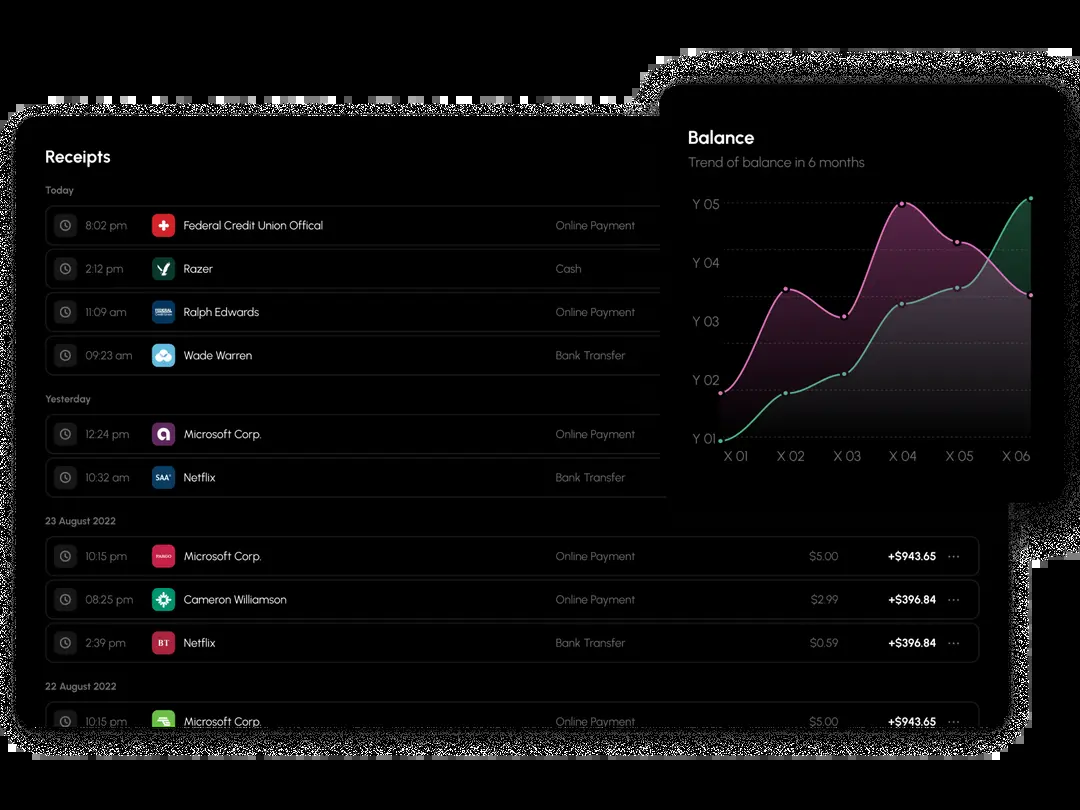 Receipts
Today
8:02 pm Federal Credit Union Offical Online Payment
2:12 pm Razer Cash
11:09 am Ralph Edwards Online Payment
09:23 am Wade Warren Bank Transfer
Yesterday
12:24 pm Microsoft Corp. Online Payment
10:32 am SAA Netflix Bank Transfer
23 August 2022
10:15 pm Microsoft Corp. Online Payment $5.00 +$943.65
08:25 pm Cameron Williamson Online Payment $2.99 +$396.84
2:39 pm BT Netflix Bank Transfer $0.59 +$396.84
22 August 2022
10:15 pm Microsoft Corp. Online Payment $5.00 +$943.65
Balance
Trend of balance in 6 months
Y 05
Y 04
Y 03
Y 02
Y 01
X 01 X 02 X 03 X 04 X 05 X 06